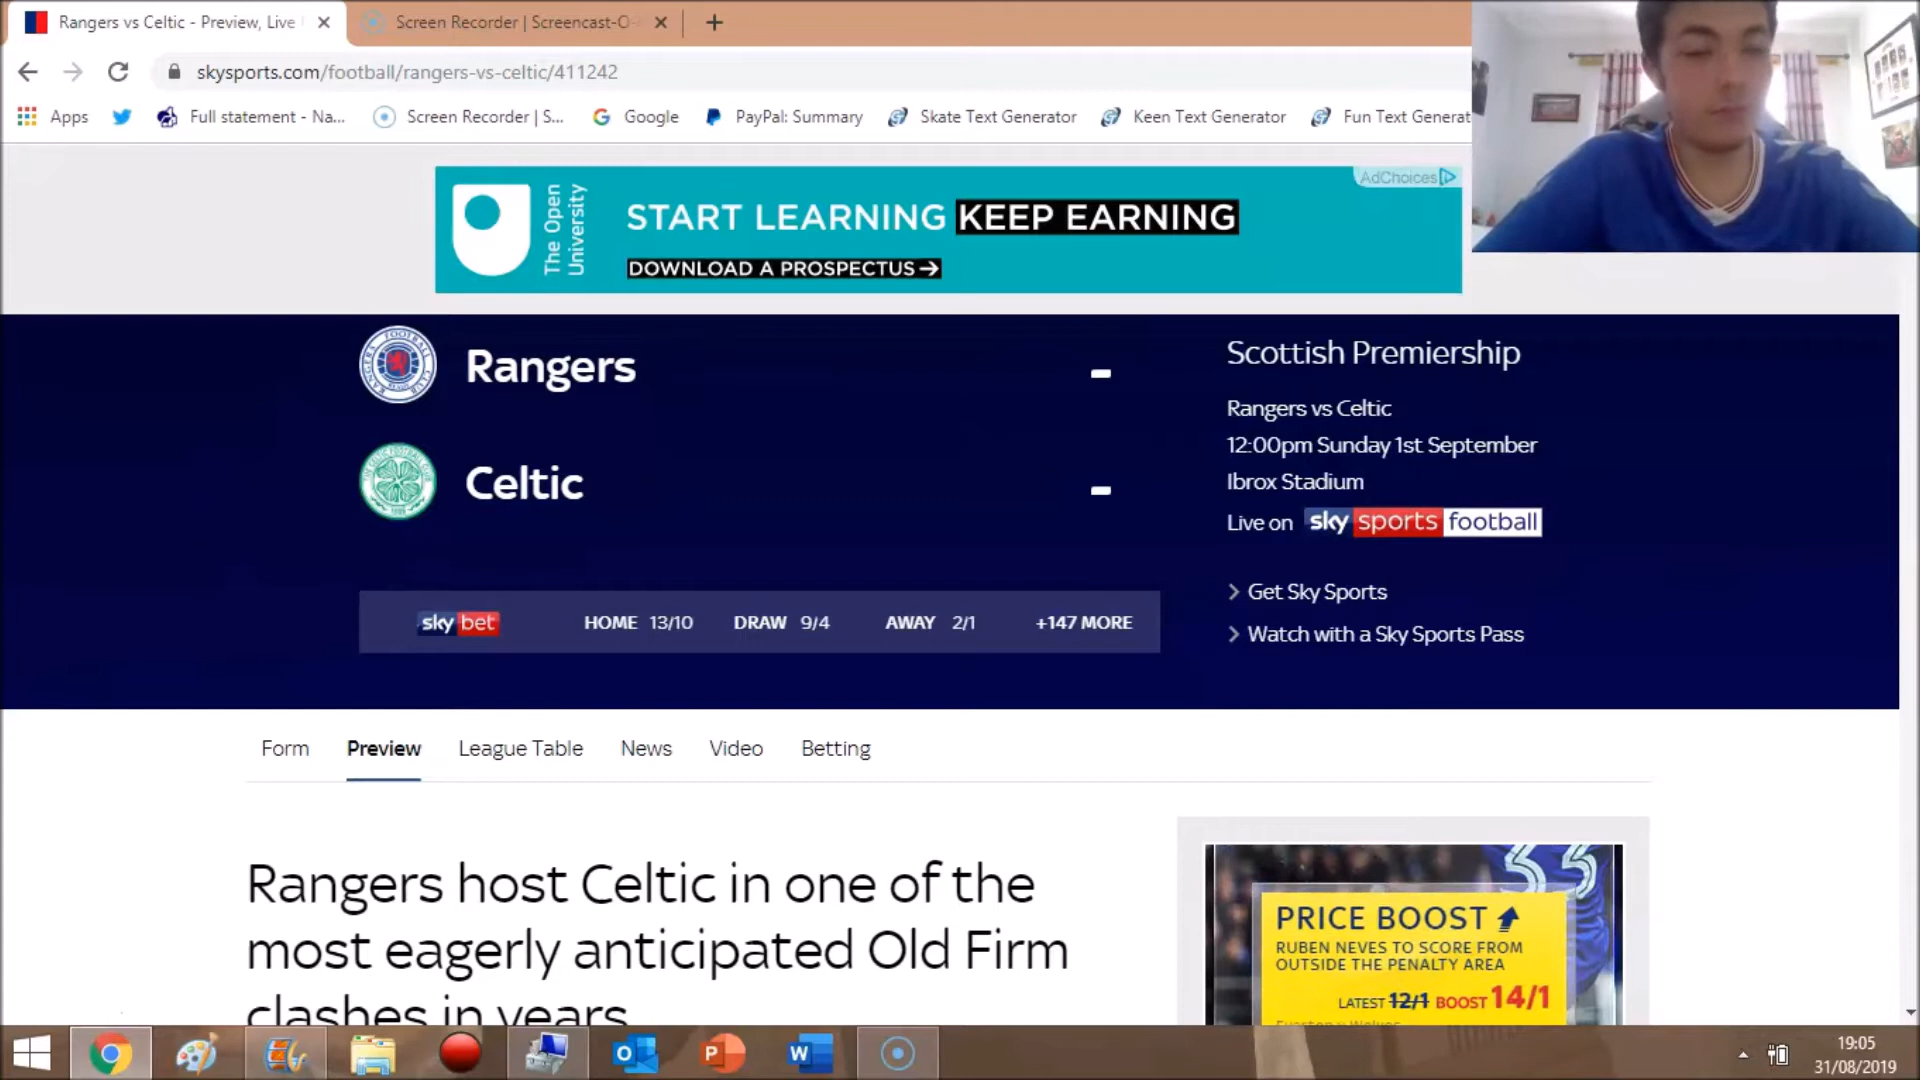 Rangers vs Celtic - Preview, Live
Screen Recorder | Screencast-O-
skysports.com/football/rangers-vs-celtic/411242
Apps
Full statement - Na...
Screen Recorder | S...
Google
PayPal: Summary
Skate Text Generator
Keen Text Generator
Fun Text Generat
The Open
University
START LEARNING KEEP EARNING
DOWNLOAD A PROSPECTUS→
AdChoices
Rangers
-
Celtic
-
Scottish Premiership
Rangers vs Celtic
12:00pm Sunday 1st September
Ibrox Stadium
Live on sky sports football
Get Sky Sports
Watch with a Sky Sports Pass
sky bet HOME 13/10 DRAW 9/4 AWAY 2/1 +147 MORE
Form Preview League Table News Video Betting
Rangers host Celtic in one of the
most eagerly anticipated Old Firm
clashes in years
33
PRICE BOOST
RUBEN NEVES TO SCORE FROM
OUTSIDE THE PENALTY AREA
LATEST 12/1 BOOST 14/1
Everton v Wolves
19:05
31/08/2019